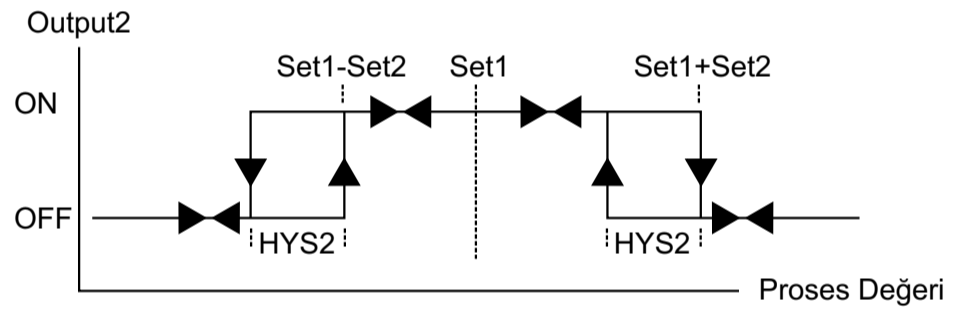 Output2
Set1-Set2 Set1 Set1+Set2
ON
OFF
HYS2 HYS2
Proses Değeri